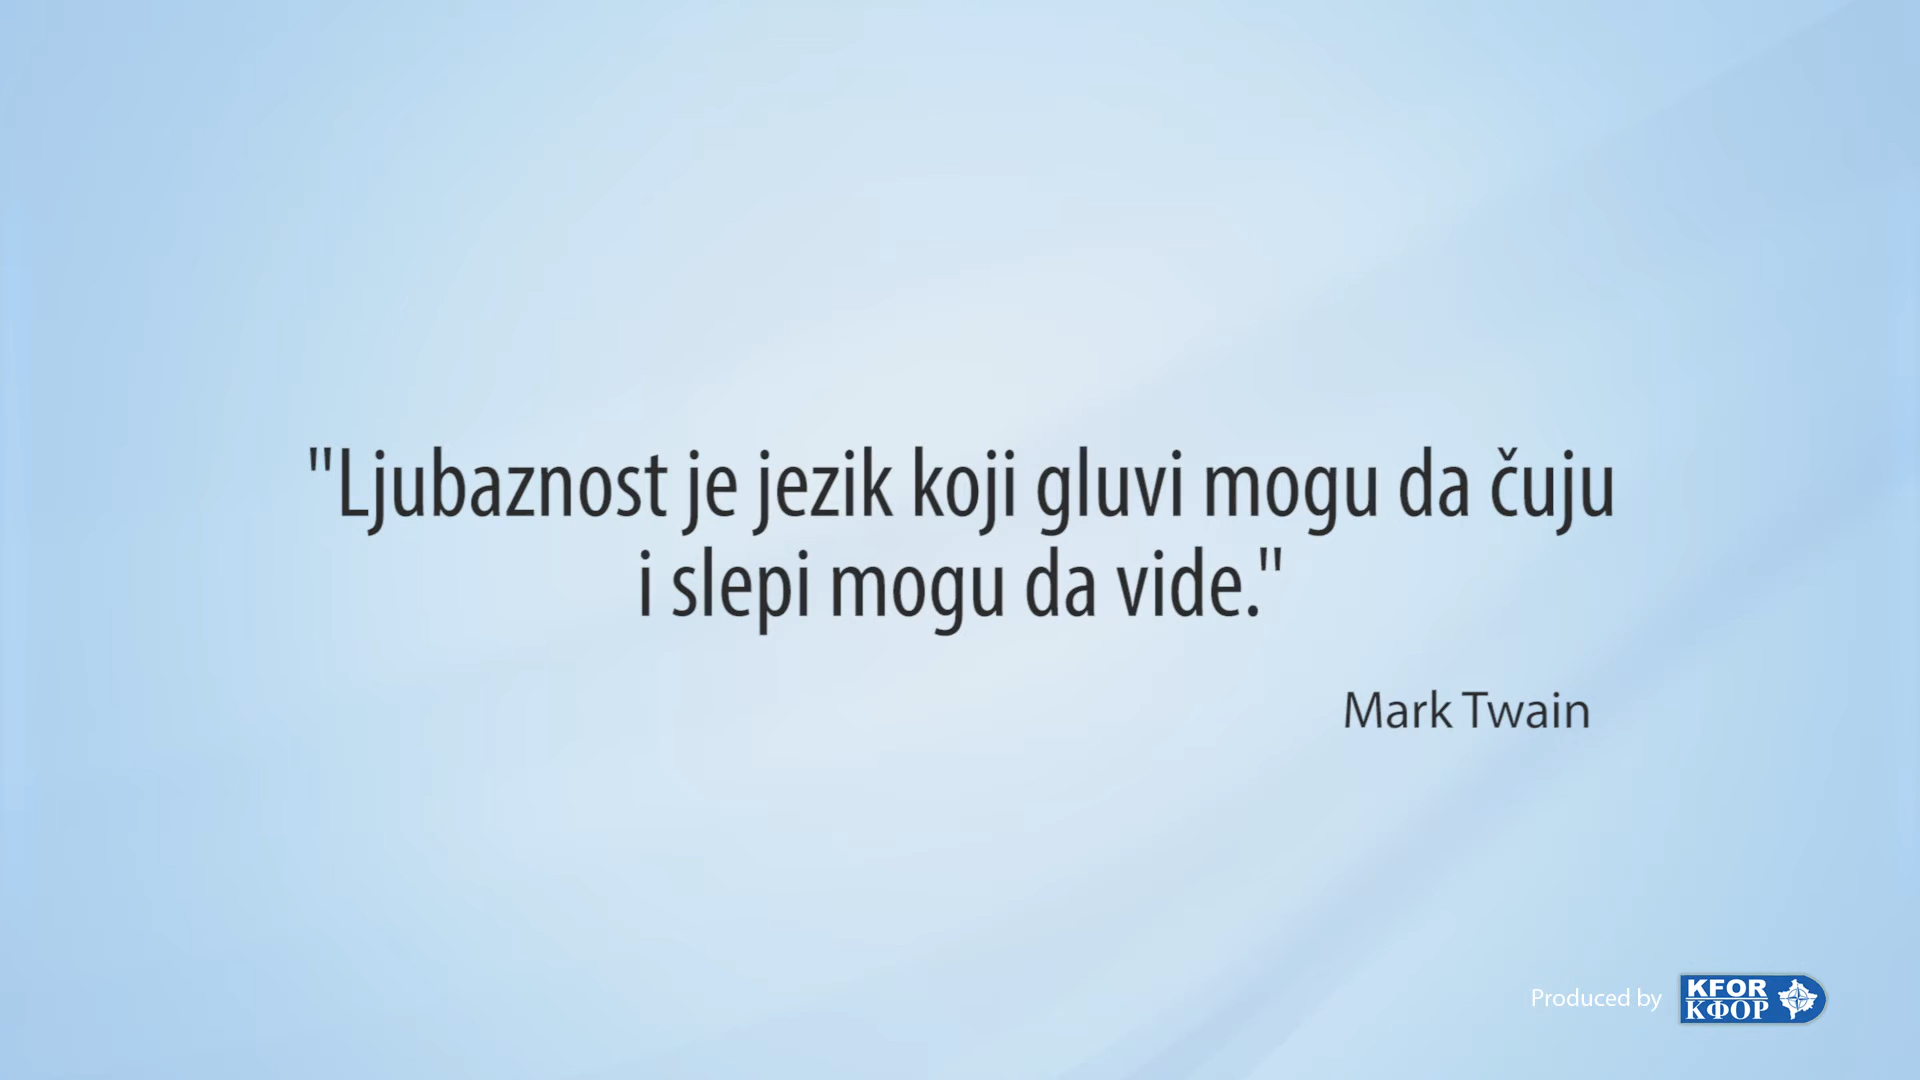 "Ljubaznost je jezik koji gluvi mogu da čuju
i slepi mogu da vide."
Mark Twain
Produced by
KFOR
КФОР